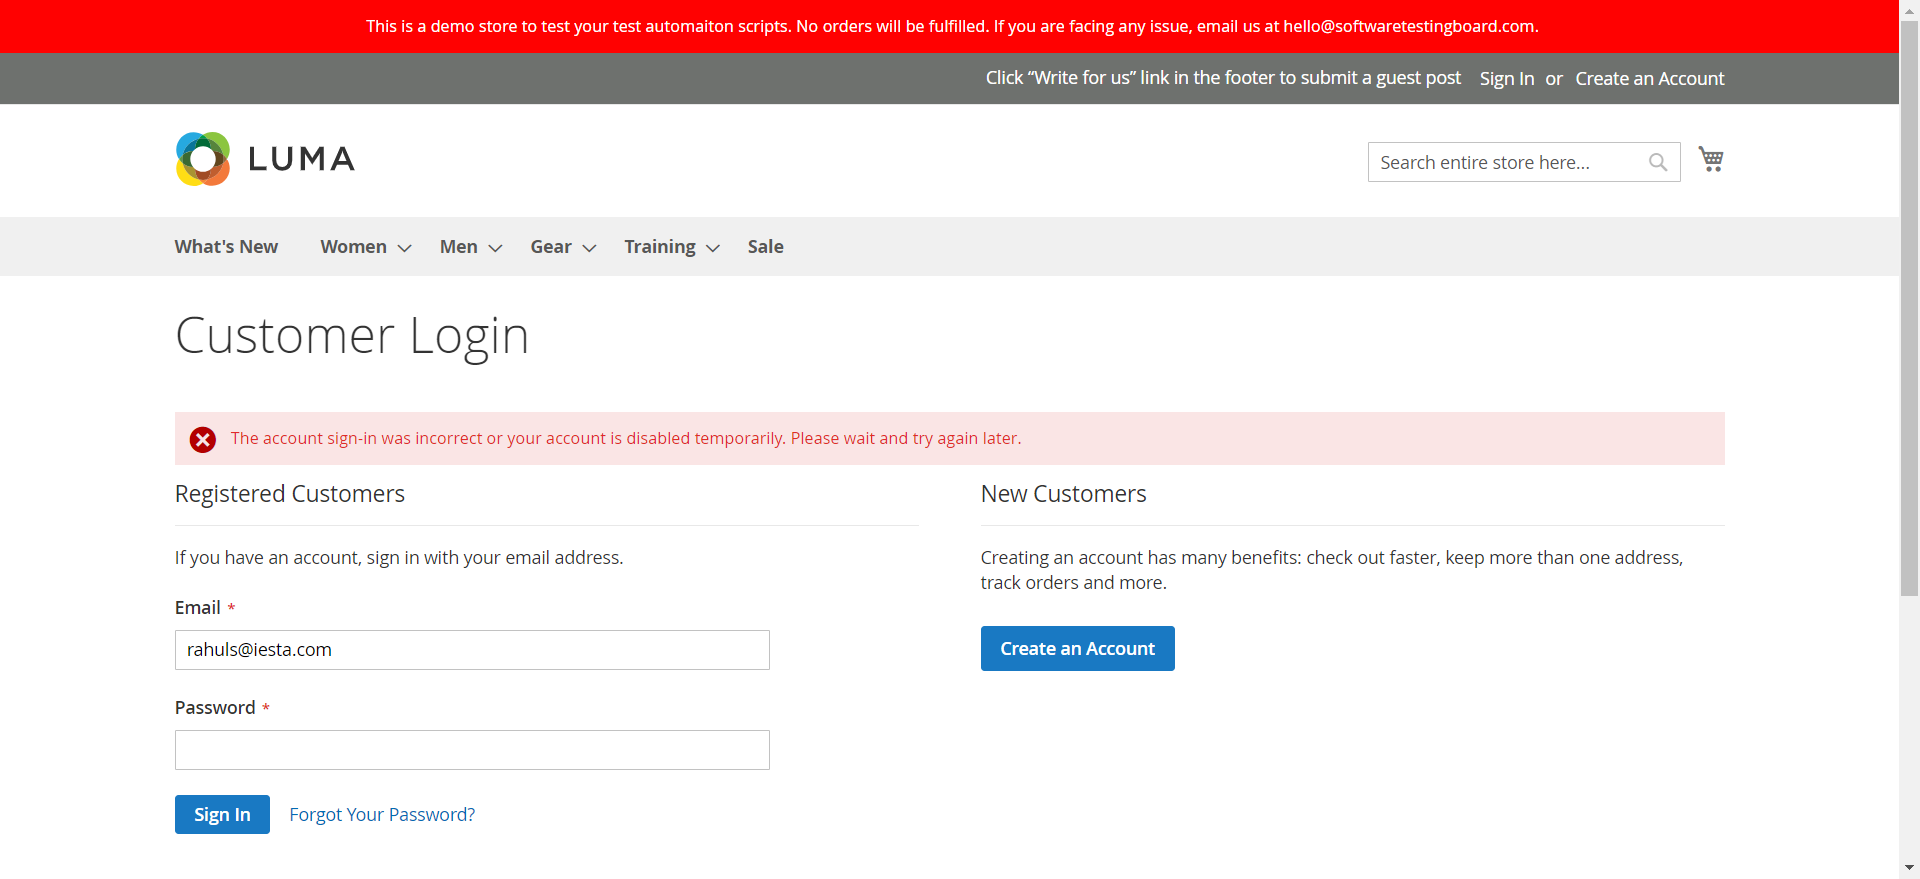 This is a demo store to test your test automaiton scripts. No orders will be fulfilled. If you are facing any issue, email us at hello@softwaretestingboard.com.
Click “Write for us” link in the footer to submit a guest post Sign In or Create an Account
LUMA
Search entire store here...
What's New Women Men Gear Training Sale
Customer Login
The account sign-in was incorrect or your account is disabled temporarily. Please wait and try again later.
Registered Customers
If you have an account, sign in with your email address.
Email *
rahuls@iesta.com
Password *
Sign In Forgot Your Password?
New Customers
Creating an account has many benefits: check out faster, keep more than one address,
track orders and more.
Create an Account